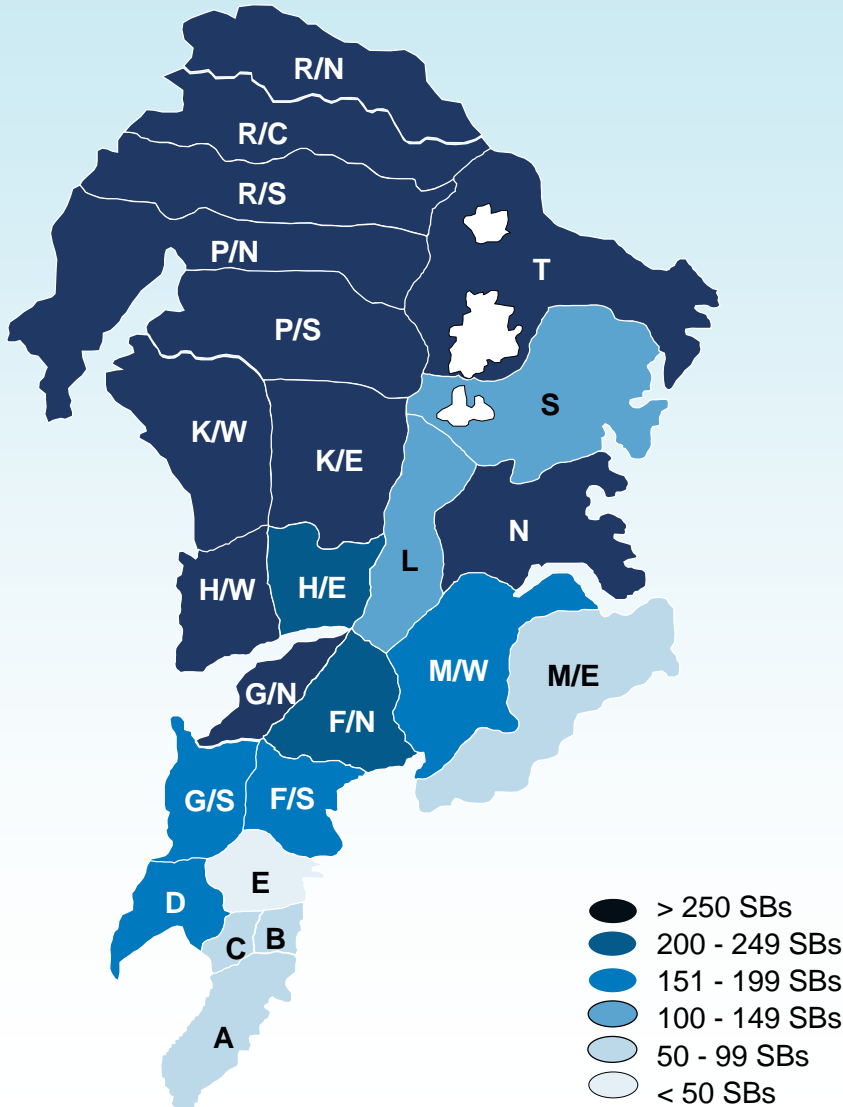 R/N
R/C
R/S
P/N
T
P/S
S
K/W
K/E
N
L
H/W
H/E
M/W
M/E
G/N
F/N
G/S
F/S
E
D
B
C
A
> 250 SBs
200 - 249 SBs
151 - 199 SBs
100 - 149 SBs
50 - 99 SBs
< 50 SBs